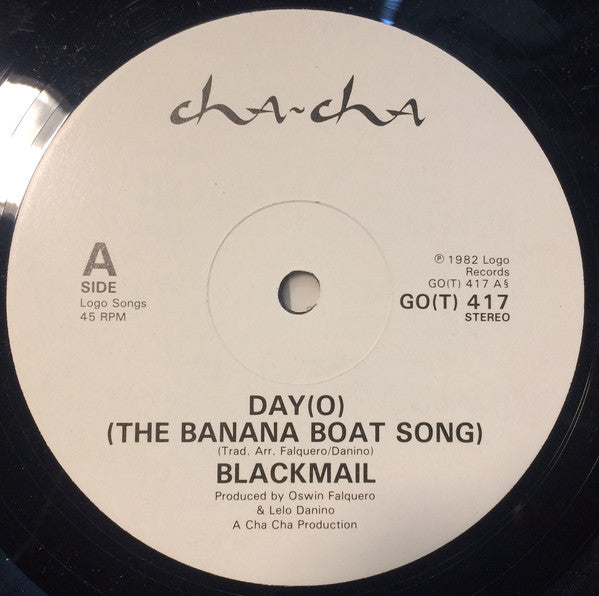 chA~chA
A
SIDE
Logo Songs
45 RPM
℗ 1982 Logo
Records
GO(T) 417 A§
GO(T) 417
STEREO
DAY(O)
(THE BANANA BOAT SONG)
(Trad. Arr. Falquero/Danino)
BLACKMAIL
Produced by Oswin Falquero
& Lelo Danino
A Cha Cha Production